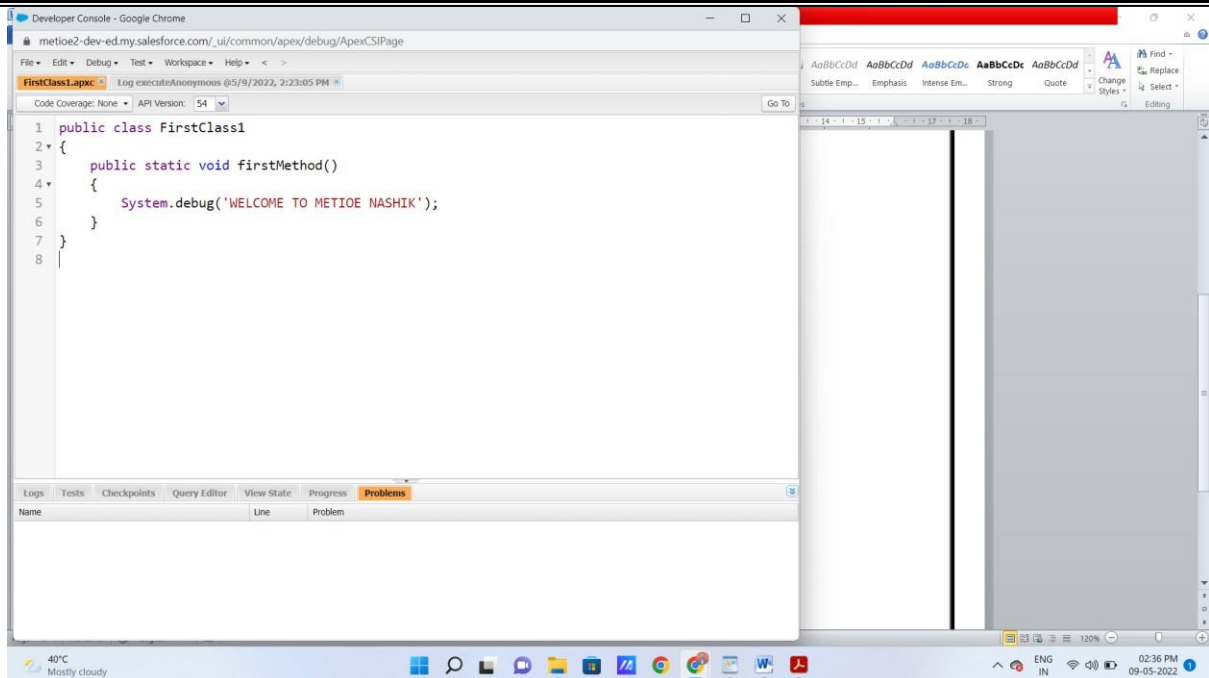 Developer Console - Google Chrome
metioe2-dev-ed.my.salesforce.com/_ui/common/apex/debug/ApexCSIPage
File Edit Debug Test Workspace Help < >
FirstClass1.apxc Log executeAnonymous @5/9/2022, 2:23:05 PM
Code Coverage: None API Version: 54 Go To
1 public class FirstClass1
2 {
3 public static void firstMethod()
4 {
5 System.debug('WELCOME TO METIOE NASHIK');
6 }
7 }
8
Logs Tests Checkpoints Query Editor View State Progress Problems
Name Line Problem
AaBbCcDd AaBbCcDd AaBbCcDc AaBbCcDc AaBbCcDd
Subtle Emp... Emphasis Intense Em... Strong Quote
Change Styles
Find
Replace
Select
Editing
14 15 17 18
120%
40°C
Mostly cloudy
ENG
IN
02:36 PM
09-05-2022
1